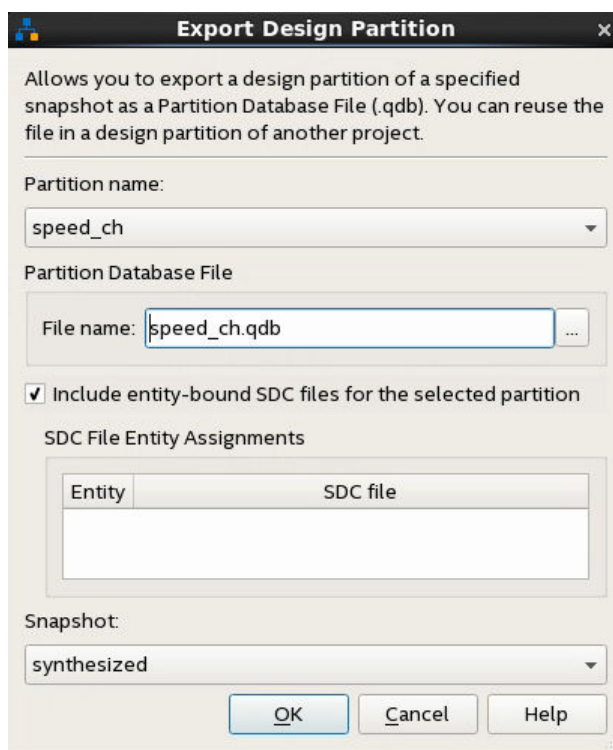 Export Design Partition
Allows you to export a design partition of a specified
snapshot as a Partition Database File (.qdb). You can reuse the
file in a design partition of another project.
Partition name:
speed_ch
Partition Database File
File name: speed_ch.qdb ...
Include entity-bound SDC files for the selected partition
SDC File Entity Assignments
Entity SDC file
Snapshot:
synthesized
OK Cancel Help